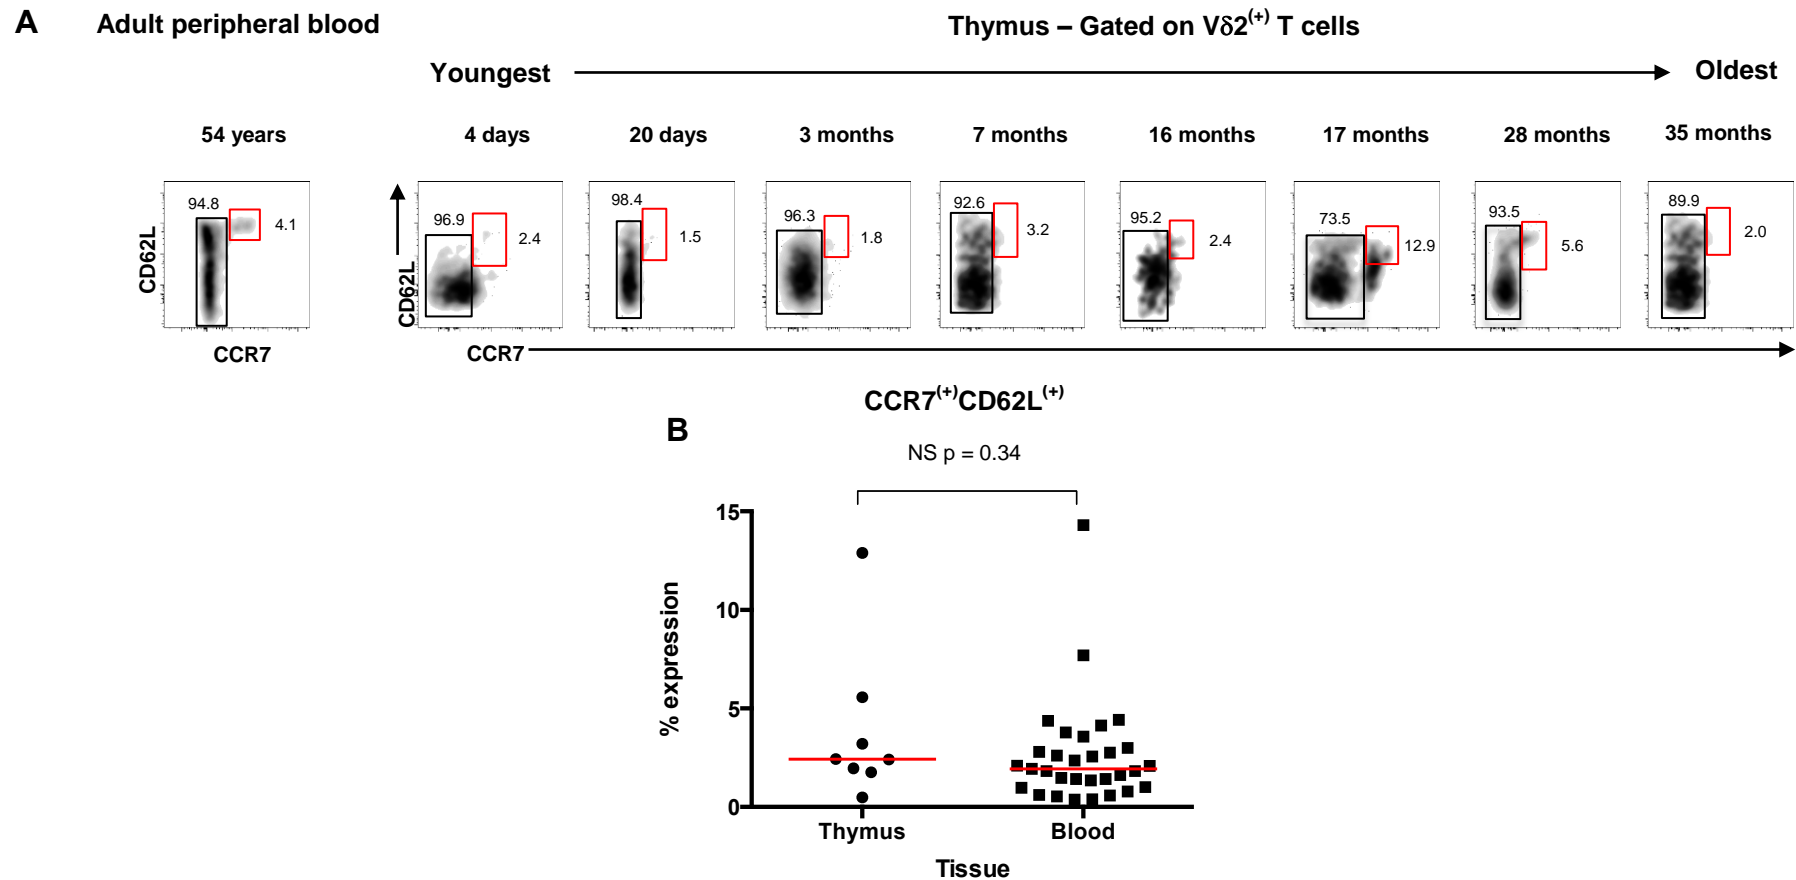 A
Adult peripheral blood
Thymus – Gated on Vδ2(+) T cells
Youngest
Oldest
54 years
4 days
20 days
3 months
7 months
16 months
17 months
28 months
35 months
94.8
4.1
96.9
2.4
98.4
1.5
96.3
1.8
92.6
3.2
95.2
2.4
73.5
12.9
93.5
5.6
89.9
2.0
CD62L
CD62L
CCR7
CCR7
CCR7(+)CD62L(+)
B
NS p = 0.34
15
10
5
0
% expression
Thymus
Blood
Tissue